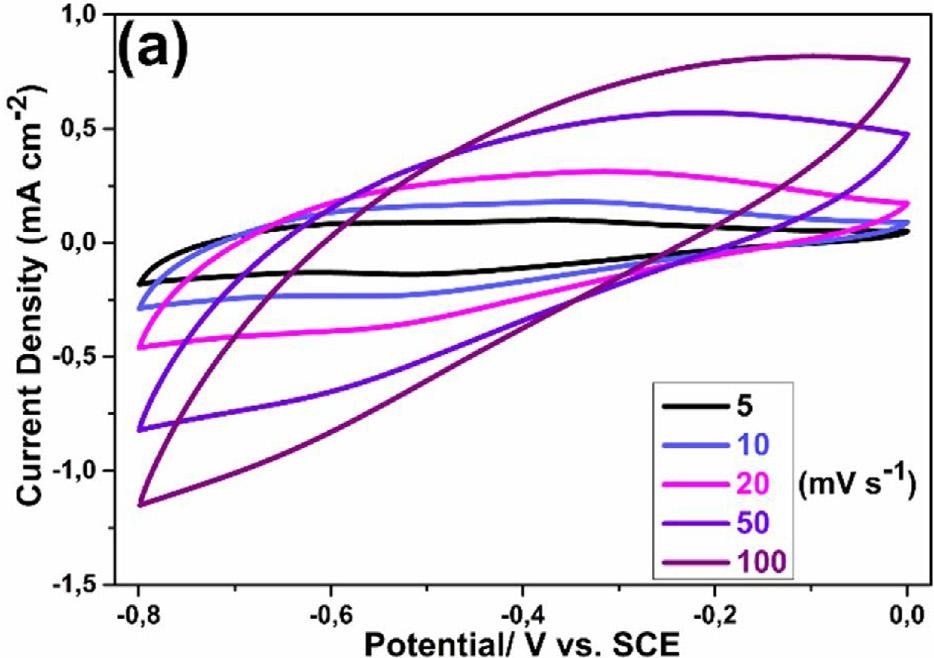 (a)
Current Density (mA cm⁻²)
1,0
0,5
0,0
-0,5
-1,0
-1,5
5
10
20
50
100
(mV s⁻¹)
-0,8 -0,6 -0,4 -0,2 0,0
Potential/ V vs. SCE